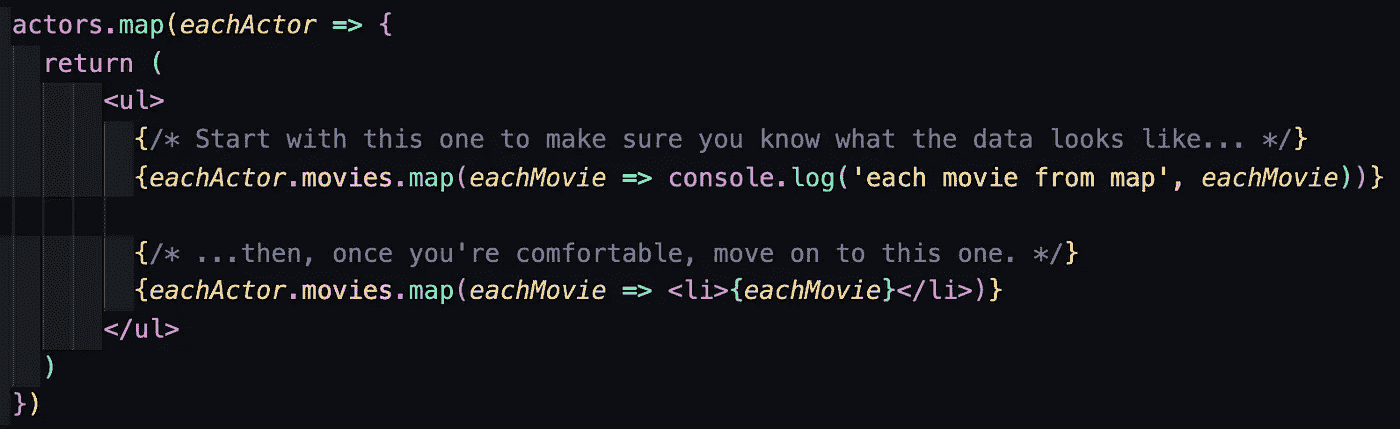 actors.map(eachActor => {
return (
<ul>
{/* Start with this one to make sure you know what the data looks like... */}
{eachActor.movies.map(eachMovie => console.log('each movie from map', eachMovie))}
{/* ...then, once you're comfortable, move on to this one. */}
{eachActor.movies.map(eachMovie => <li>{eachMovie}</li>)}
</ul>
)
})